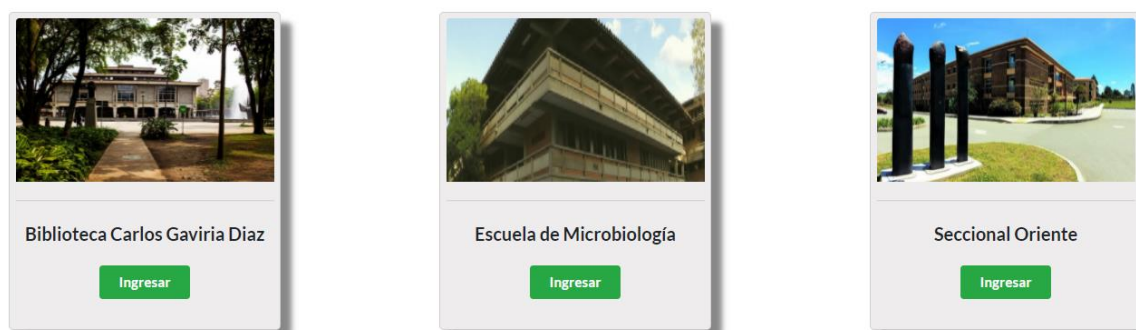 Biblioteca Carlos Gaviria Diaz
Ingresar
Escuela de Microbiología
Ingresar
Seccional Oriente
Ingresar